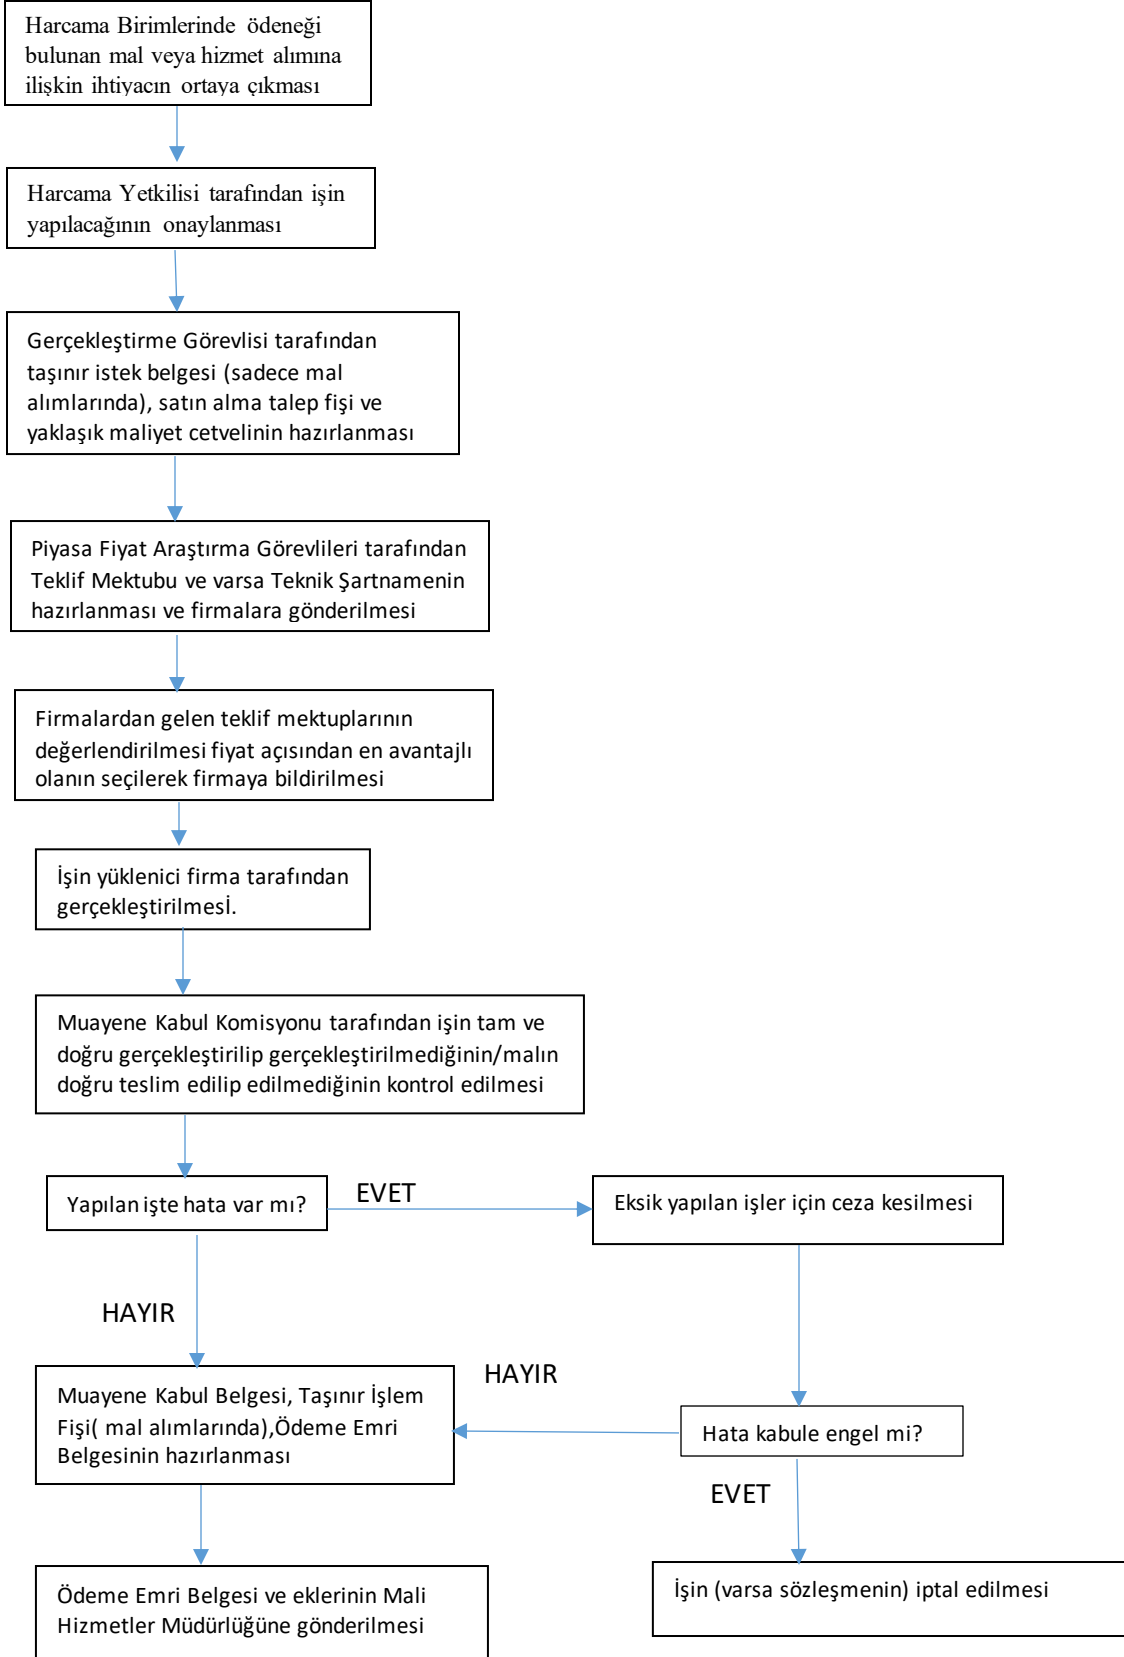 Harcama Birimlerinde ödeneği
bulunan mal veya hizmet alımına
ilişkin ihtiyacın ortaya çıkması
Harcama Yetkilisi tarafından işin
yapılacağının onaylanması
Gerçekleştirme Görevlisi tarafından
taşınır istek belgesi (sadece mal
alımlarında), satın alma talep fişi ve
yaklaşık maliyet cetvelinin hazırlanması
Piyasa Fiyat Araştırma Görevlileri tarafından
Teklif Mektubu ve varsa Teknik Şartnamenin
hazırlanması ve firmalara gönderilmesi
Firmalardan gelen teklif mektuplarının
değerlendirilmesi fiyat açısından en avantajlı
olanın seçilerek firmaya bildirilmesi
İşin yüklenici firma tarafından
gerçekleştirilmesİ.
Muayene Kabul Komisyonu tarafından işin tam ve
doğru gerçekleştirilip gerçekleştirilmediğinin/malın
doğru teslim edilip edilmediğinin kontrol edilmesi
Yapılan işte hata var mı?
EVET
Eksik yapılan işler için ceza kesilmesi
HAYIR
HAYIR
Muayene Kabul Belgesi, Taşınır İşlem
Fişi( mal alımlarında),Ödeme Emri
Belgesinin hazırlanması
Hata kabule engel mi?
EVET
Ödeme Emri Belgesi ve eklerinin Mali
Hizmetler Müdürlüğüne gönderilmesi
İşin (varsa sözleşmenin) iptal edilmesi